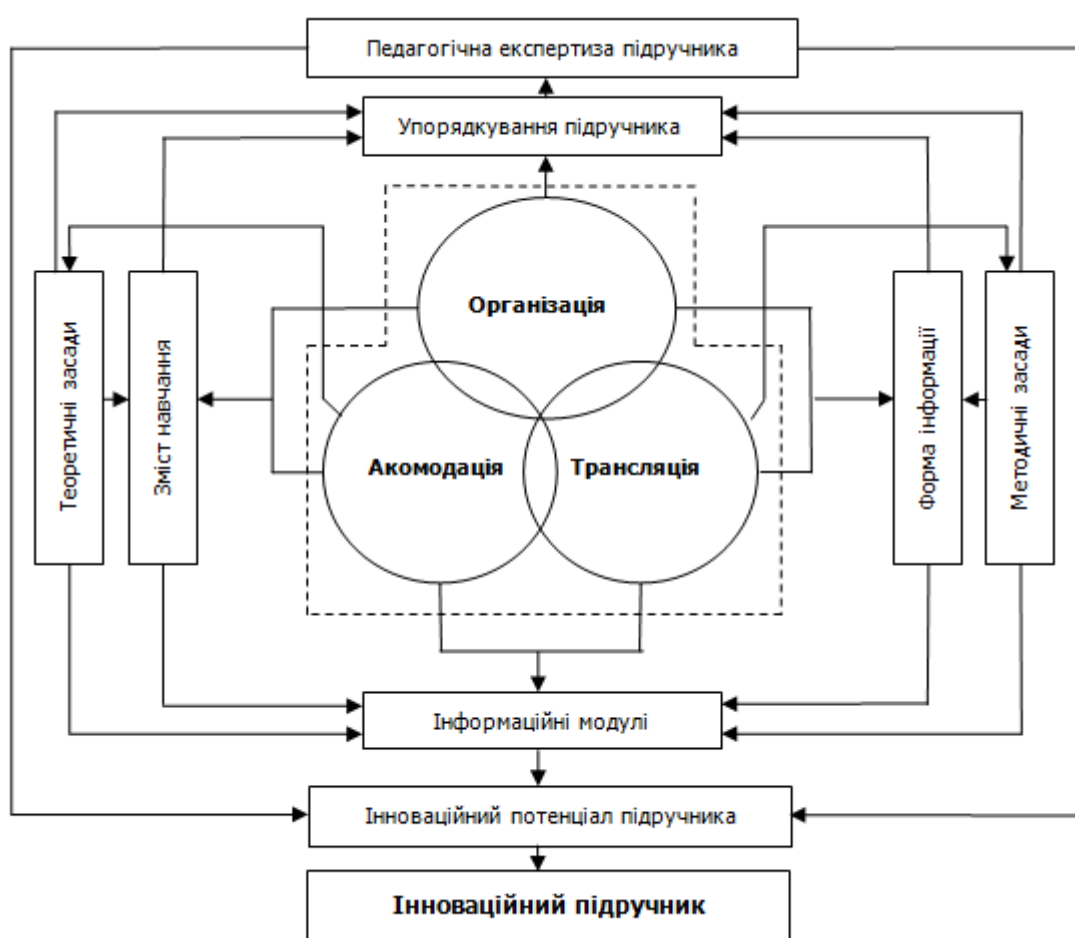 Педагогічна експертиза підручника
Упорядкування підручника
Організація
Теоретичні засади
Зміст навчання
Акомодація
Трансляція
Форма інформації
Методичні засади
Інформаційні модулі
Інноваційний потенціал підручника
Інноваційний підручник